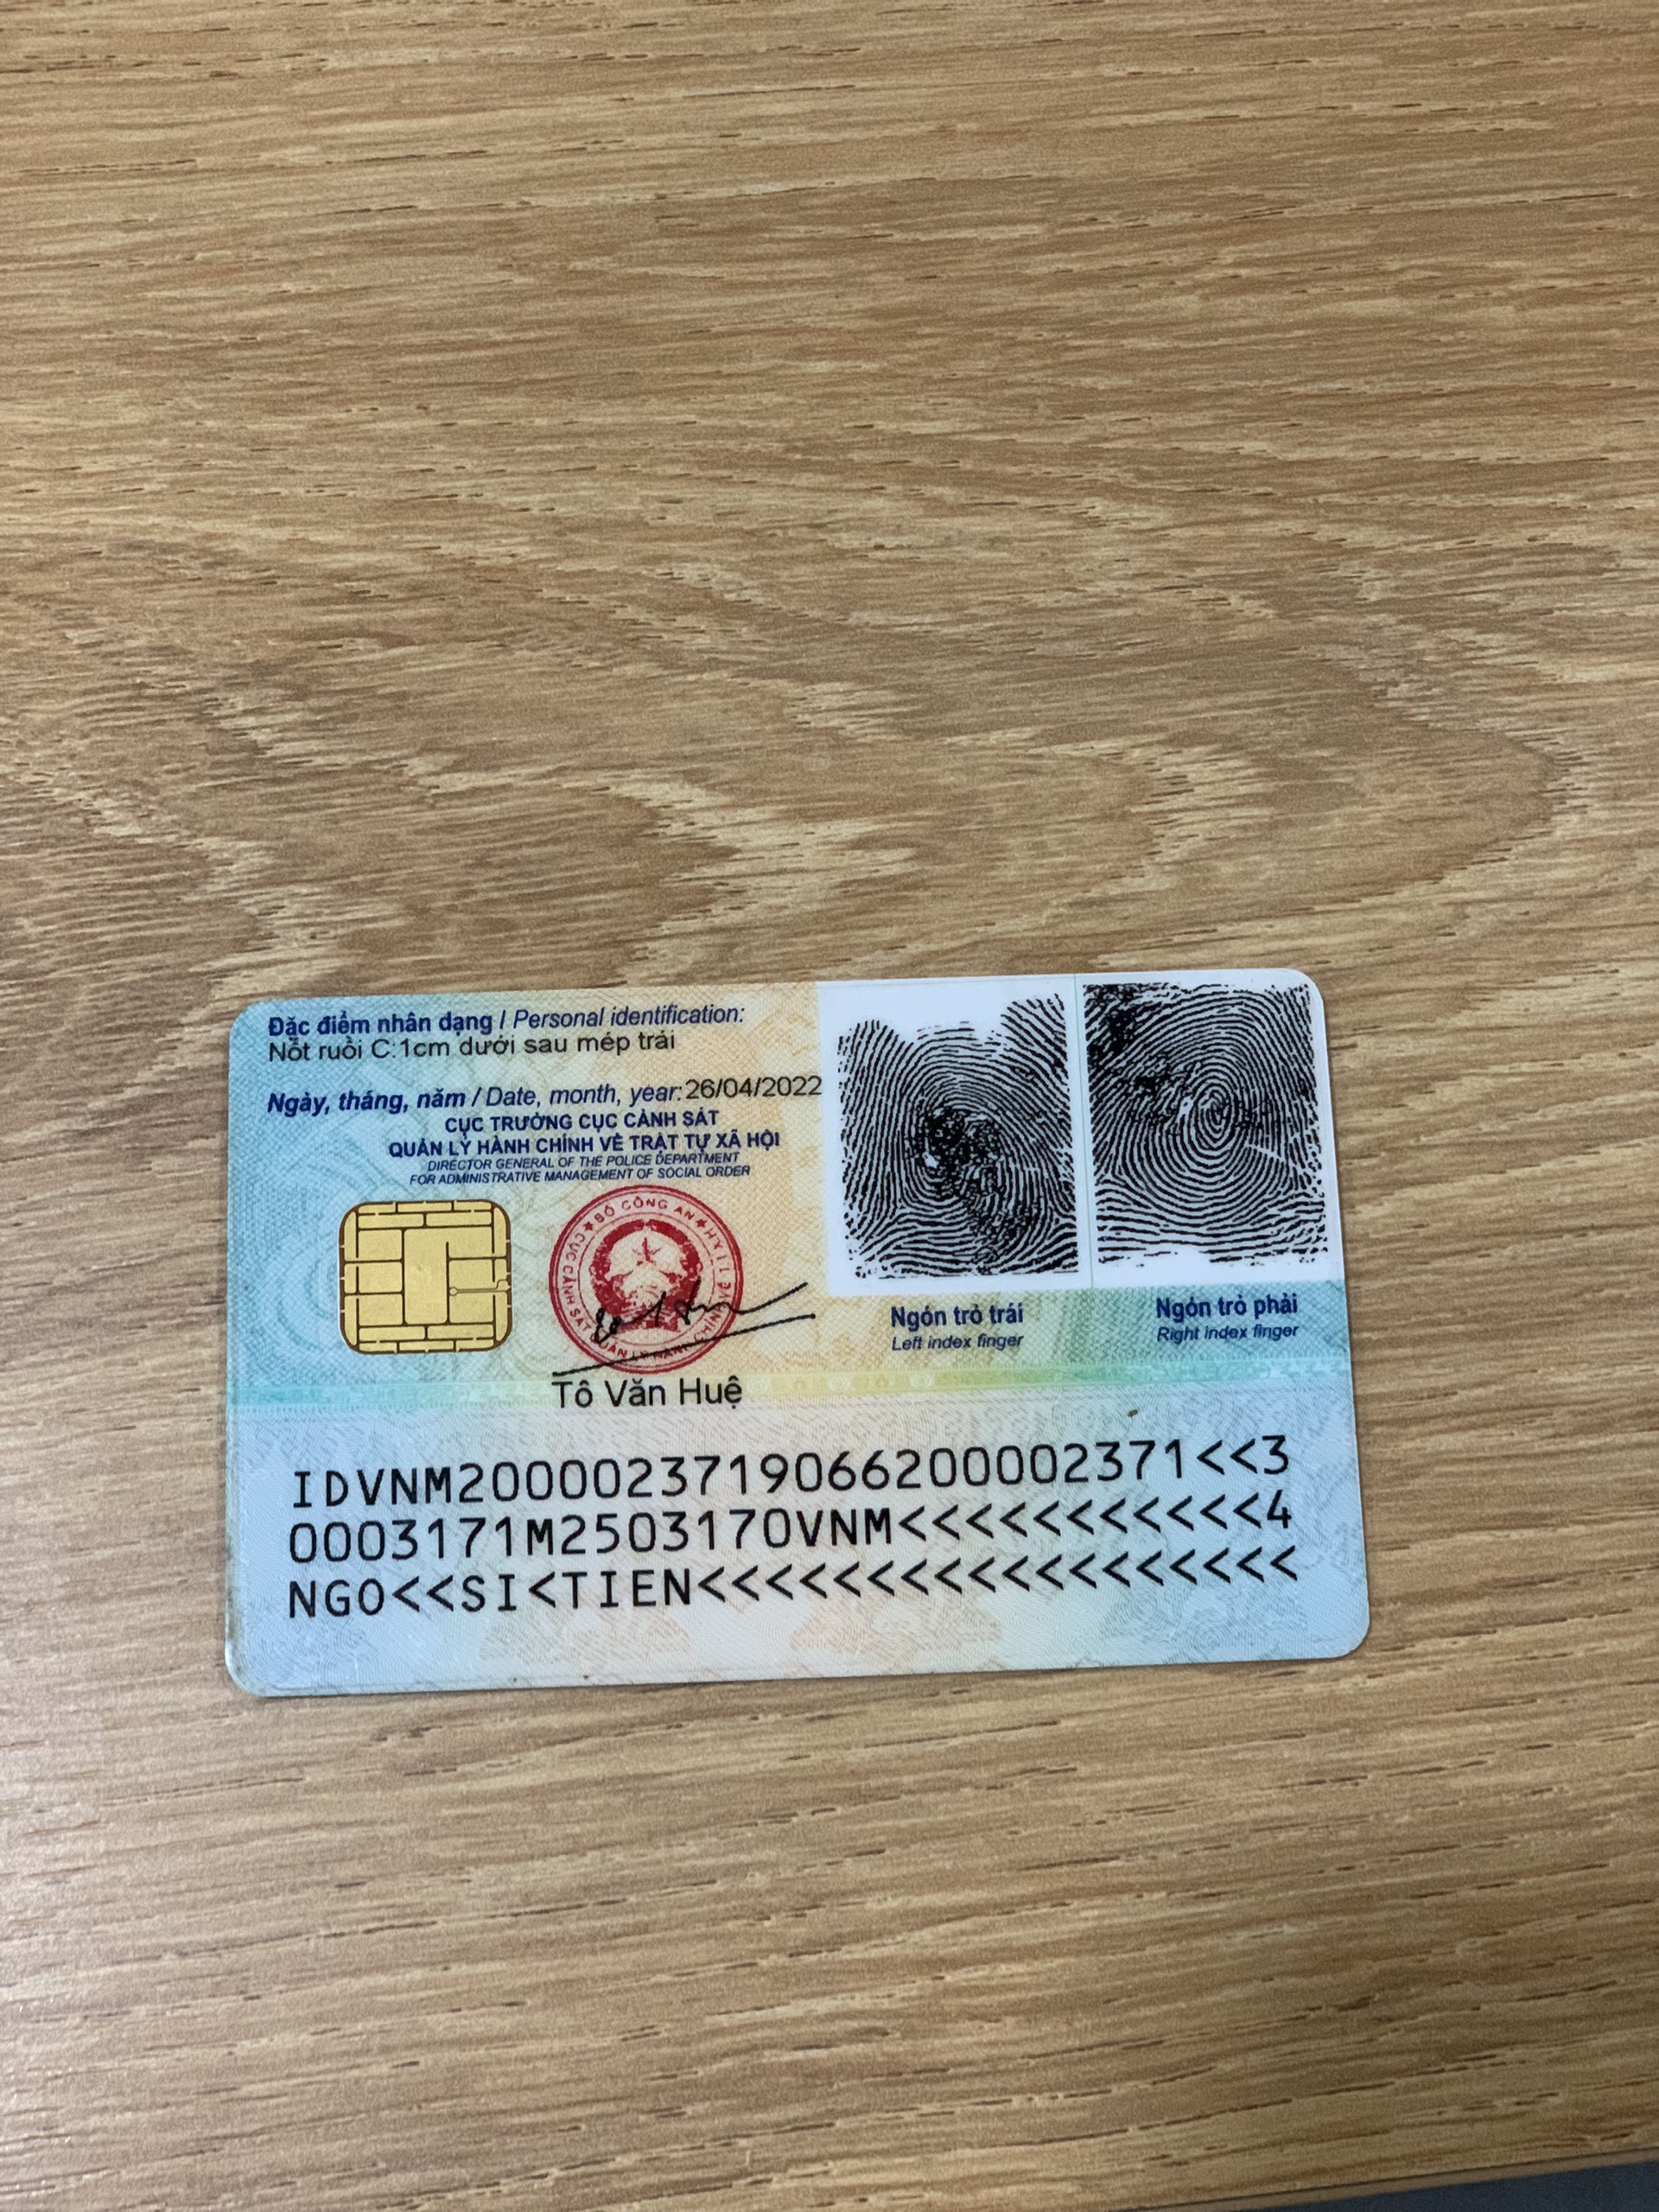 Đặc điểm nhân dạng / Personal identification:
Nốt ruồi C:1cm dưới sau mép trái
Ngày, tháng, năm / Date, month, year: 26/04/2022
CỤC TRƯỞNG CỤC CẢNH SÁT
QUẢN LÝ HÀNH CHÍNH VỀ TRẬT TỰ XÃ HỘI
DIRECTOR GENERAL OF THE POLICE DEPARTMENT
FOR ADMINISTRATIVE MANAGEMENT OF SOCIAL ORDER
BỘ CÔNG AN
CỤC CẢNH SÁT QUẢN LÝ HÀNH CHÍNH
Tô Văn Huệ
Ngón trỏ trái
Left index finger
Ngón trỏ phải
Right index finger
IDVNM2000023719066200002371<<3
0003171M2503170VNM<<<<<<<<<<<4
NGO<<SI<TIEN<<<<<<<<<<<<<<<<<<